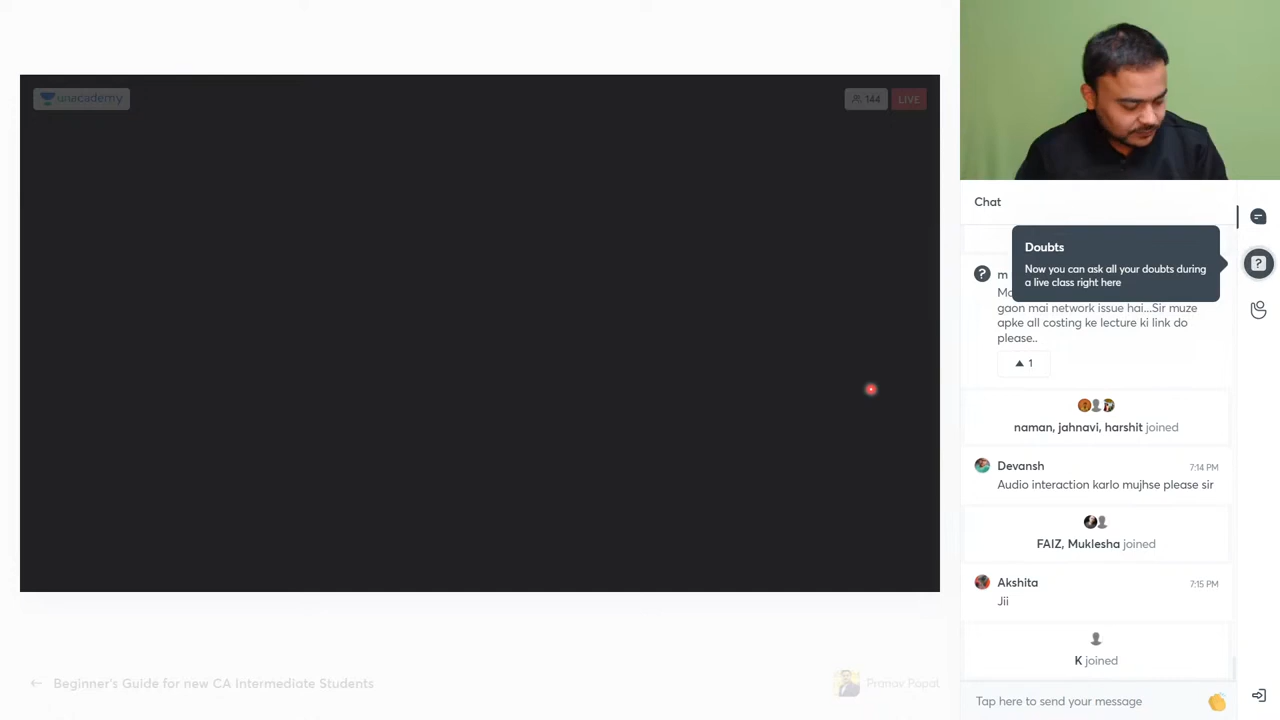 unacademy
144
LIVE
Chat
Doubts
Now you can ask all your doubts during
a live class right here
?
?
m
gaon mai network issue hai...Sir muze
apke all costing ke lecture ki link do
please..
▲ 1
naman, jahnavi, harshit joined
Devansh
7:14 PM
Audio interaction karlo mujhse please sir
FAIZ, Muklesha joined
Akshita
7:15 PM
Jii
K joined
Tap here to send your message
← Beginner's Guide for new CA Intermediate Students
Pranav Popat